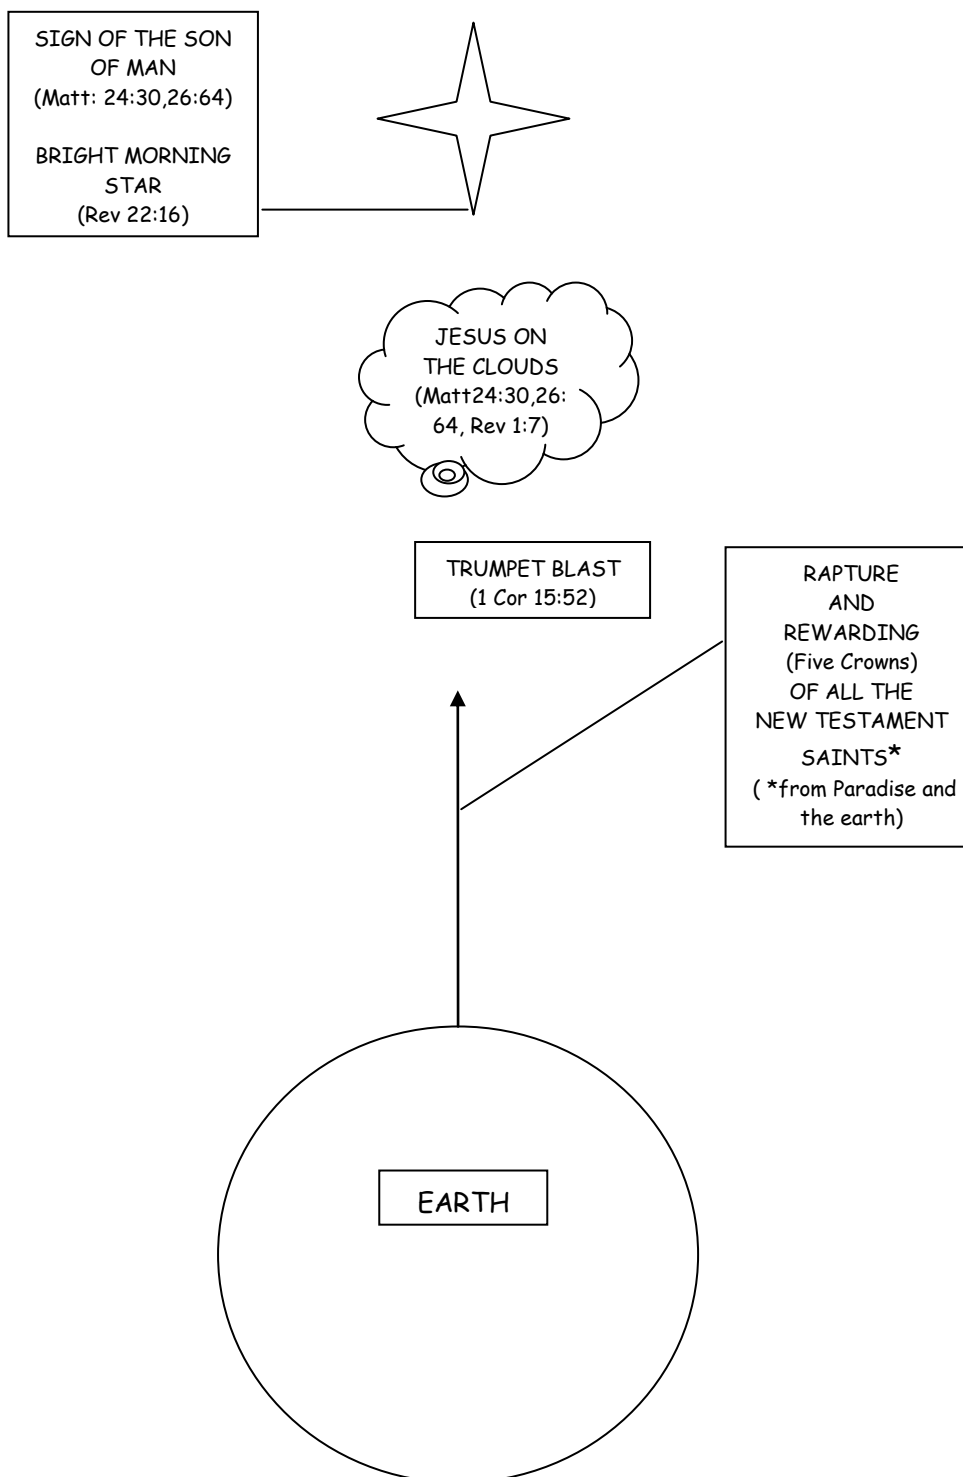 SIGN OF THE SON
OF MAN
(Matt: 24:30,26:64)
BRIGHT MORNING
STAR
(Rev 22:16)
JESUS ON
THE CLOUDS
(Matt24:30,26:
64, Rev 1:7)
TRUMPET BLAST
(1 Cor 15:52)
RAPTURE
AND
REWARDING
(Five Crowns)
OF ALL THE
NEW TESTAMENT
SAINTS*
( *from Paradise and
the earth)
EARTH